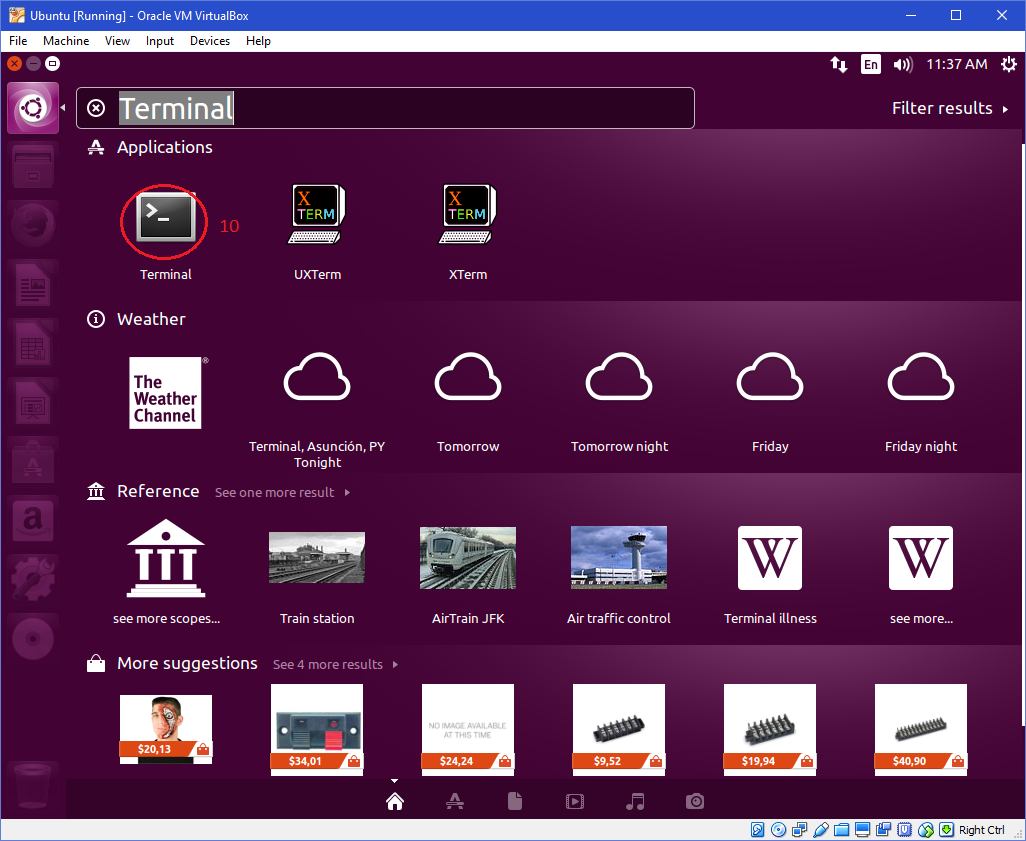 Ubuntu [Running] - Oracle VM VirtualBox
File Machine View Input Devices Help
En 11:37 AM
Terminal
Filter results
Applications
10
X TERM
X TERM
Terminal UXTerm XTerm
Weather
The
Weather
Channel
®
Terminal, Asunción, PY
Tonight
Tomorrow Tomorrow night Friday Friday night
Reference See one more result
W W
see more scopes... Train station AirTrain JFK Air traffic control Terminal illness see more...
More suggestions See 4 more results
NO IMAGE AVAILABLE
AT THIS TIME
$20,13 $34,01 $24,24 $9,52 $19,94 $40,90
a
Right Ctrl